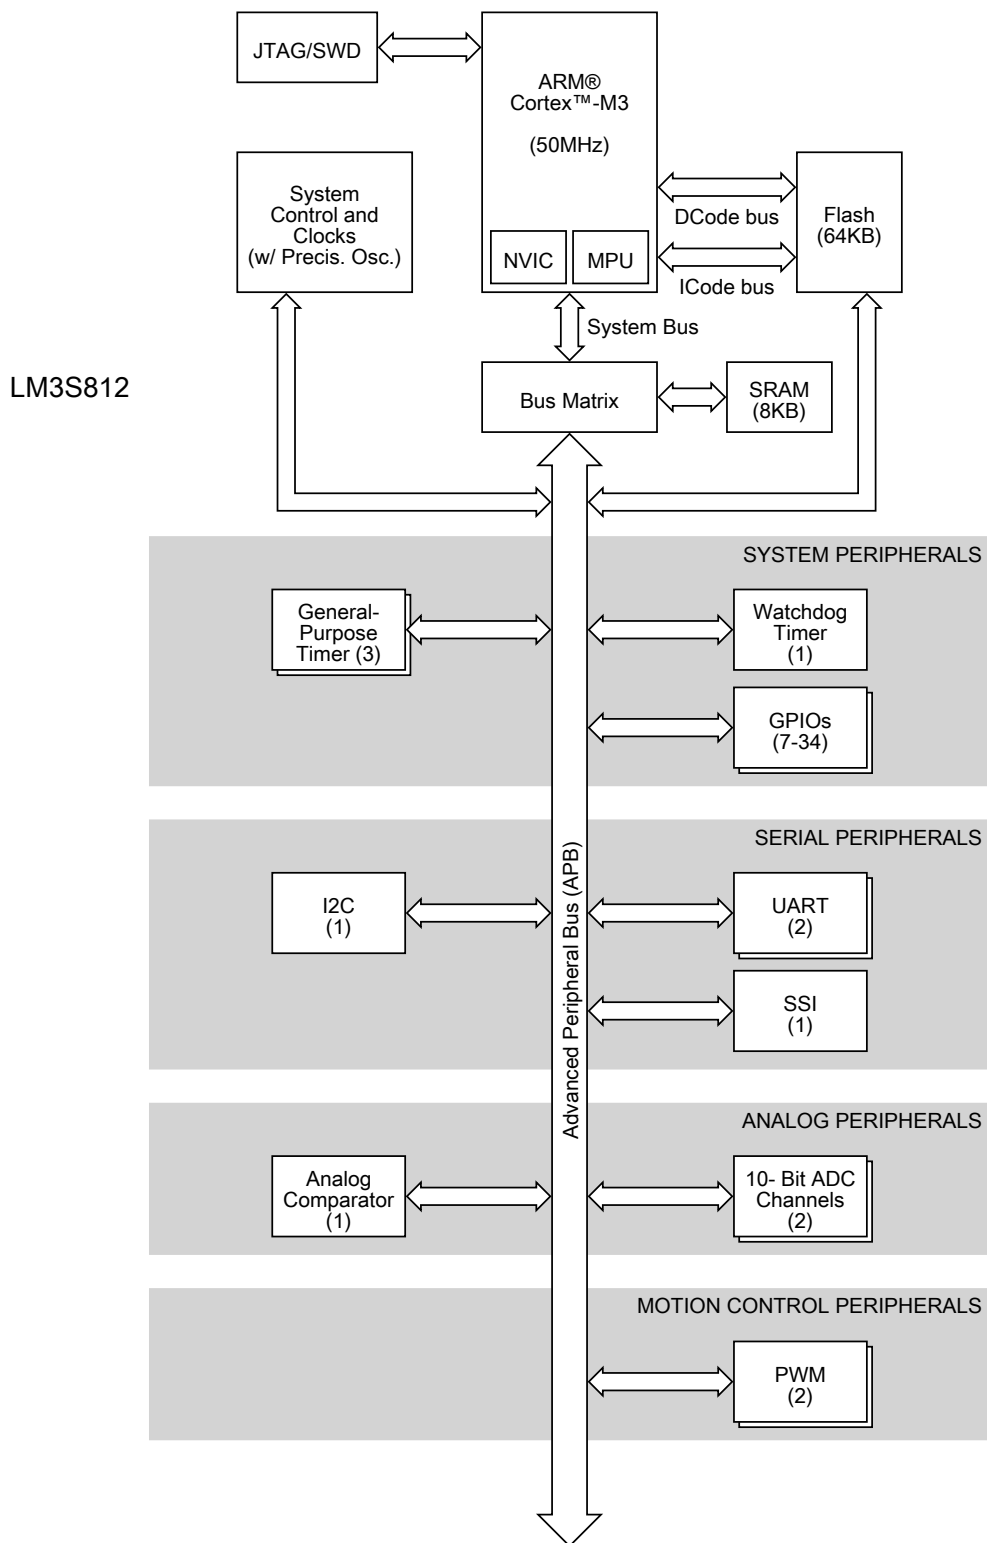 JTAG/SWD
ARM®
Cortex™-M3
(50MHz)
NVIC
MPU
System
Control and
Clocks
(w/ Precis. Osc.)
DCode bus
ICode bus
Flash
(64KB)
System Bus
LM3S812
Bus Matrix
SRAM
(8KB)
SYSTEM PERIPHERALS
General-
Purpose
Timer (3)
Watchdog
Timer
(1)
GPIOs
(7-34)
Advanced Peripheral Bus (APB)
SERIAL PERIPHERALS
I2C
(1)
UART
(2)
SSI
(1)
ANALOG PERIPHERALS
Analog
Comparator
(1)
10- Bit ADC
Channels
(2)
MOTION CONTROL PERIPHERALS
PWM
(2)